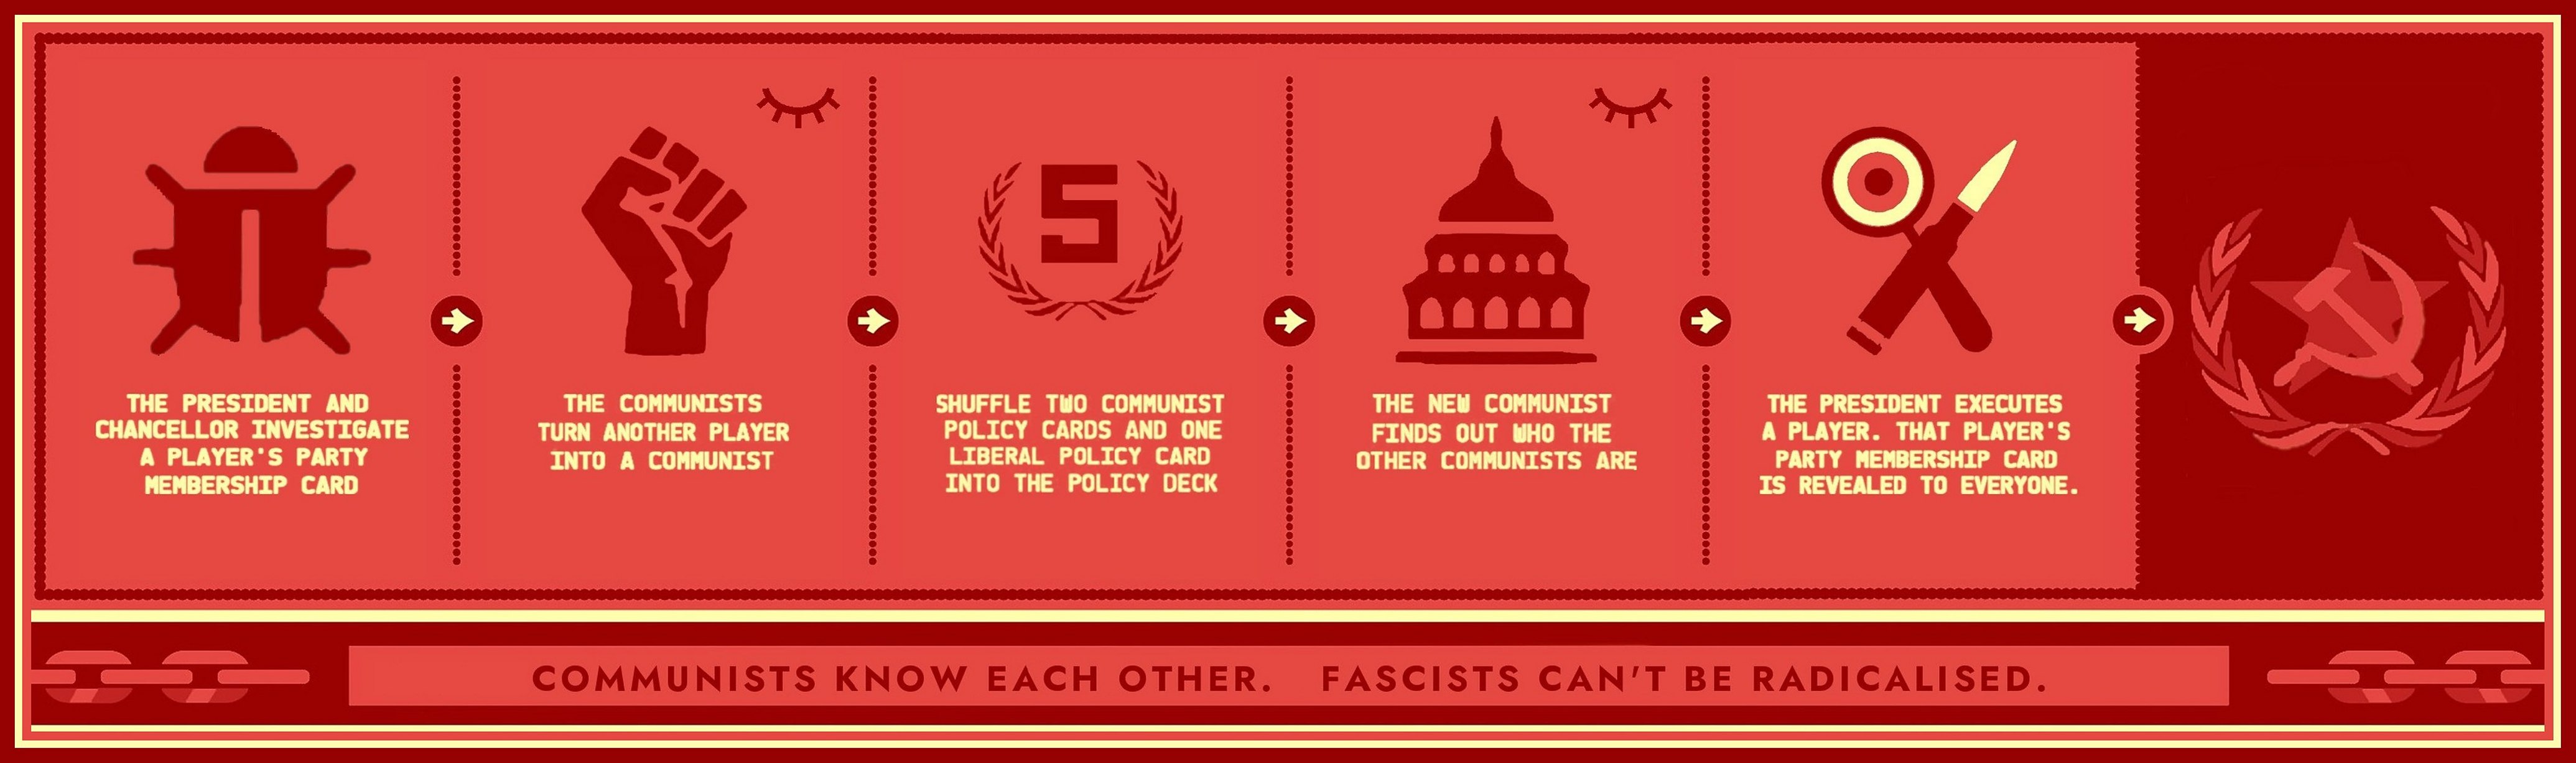 THE PRESIDENT AND
CHANCELLOR INVESTIGATE
A PLAYER'S PARTY
MEMBERSHIP CARD
THE COMMUNISTS
TURN ANOTHER PLAYER
INTO A COMMUNIST
5
SHUFFLE TWO COMMUNIST
POLICY CARDS AND ONE
LIBERAL POLICY CARD
INTO THE POLICY DECK
THE NEW COMMUNIST
FINDS OUT WHO THE
OTHER COMMUNISTS ARE
THE PRESIDENT EXECUTES
A PLAYER. THAT PLAYER'S
PARTY MEMBERSHIP CARD
IS REVEALED TO EVERYONE.
COMMUNISTS KNOW EACH OTHER. FASCISTS CAN'T BE RADICALISED.